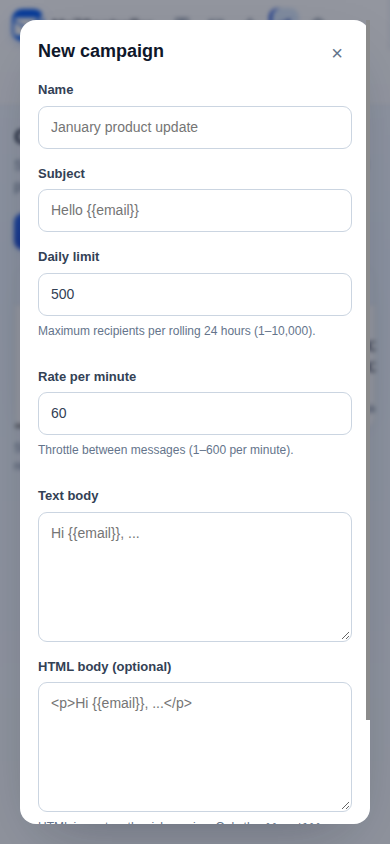 New campaign ×
Name
January product update
Subject
Hello {{email}}
Daily limit
500
Maximum recipients per rolling 24 hours (1–10,000).
Rate per minute
60
Throttle between messages (1–600 per minute).
Text body
Hi {{email}}, ...
HTML body (optional)
<p>Hi {{email}}, ...</p>